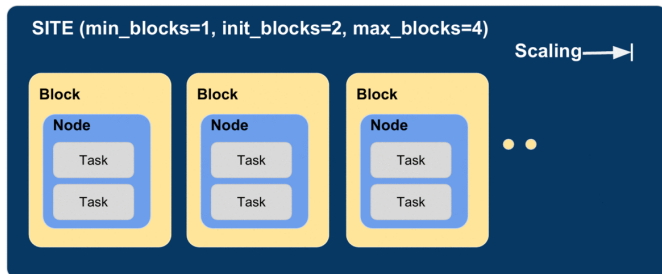 SITE (min_blocks=1, init_blocks=2, max_blocks=4)
Scaling
Block
Node
Task
Task
Block
Node
Task
Task
Block
Node
Task
Task